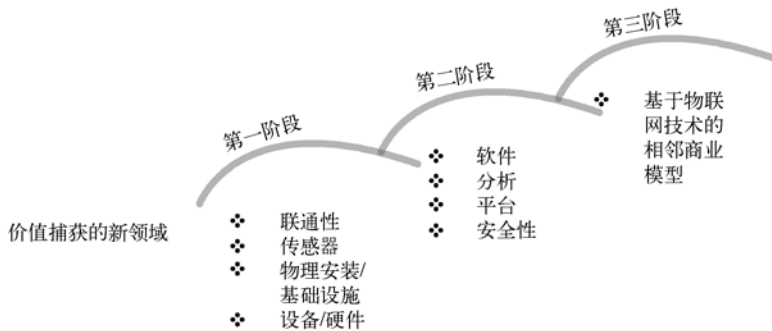 第一阶段
第二阶段
第三阶段
价值捕获的新领域
❖ 联通性
❖ 传感器
❖ 物理安装/
基础设施
❖ 设备/硬件
❖ 软件
❖ 分析
❖ 平台
❖ 安全性
❖ 基于物联
网技术的
相邻商业
模型